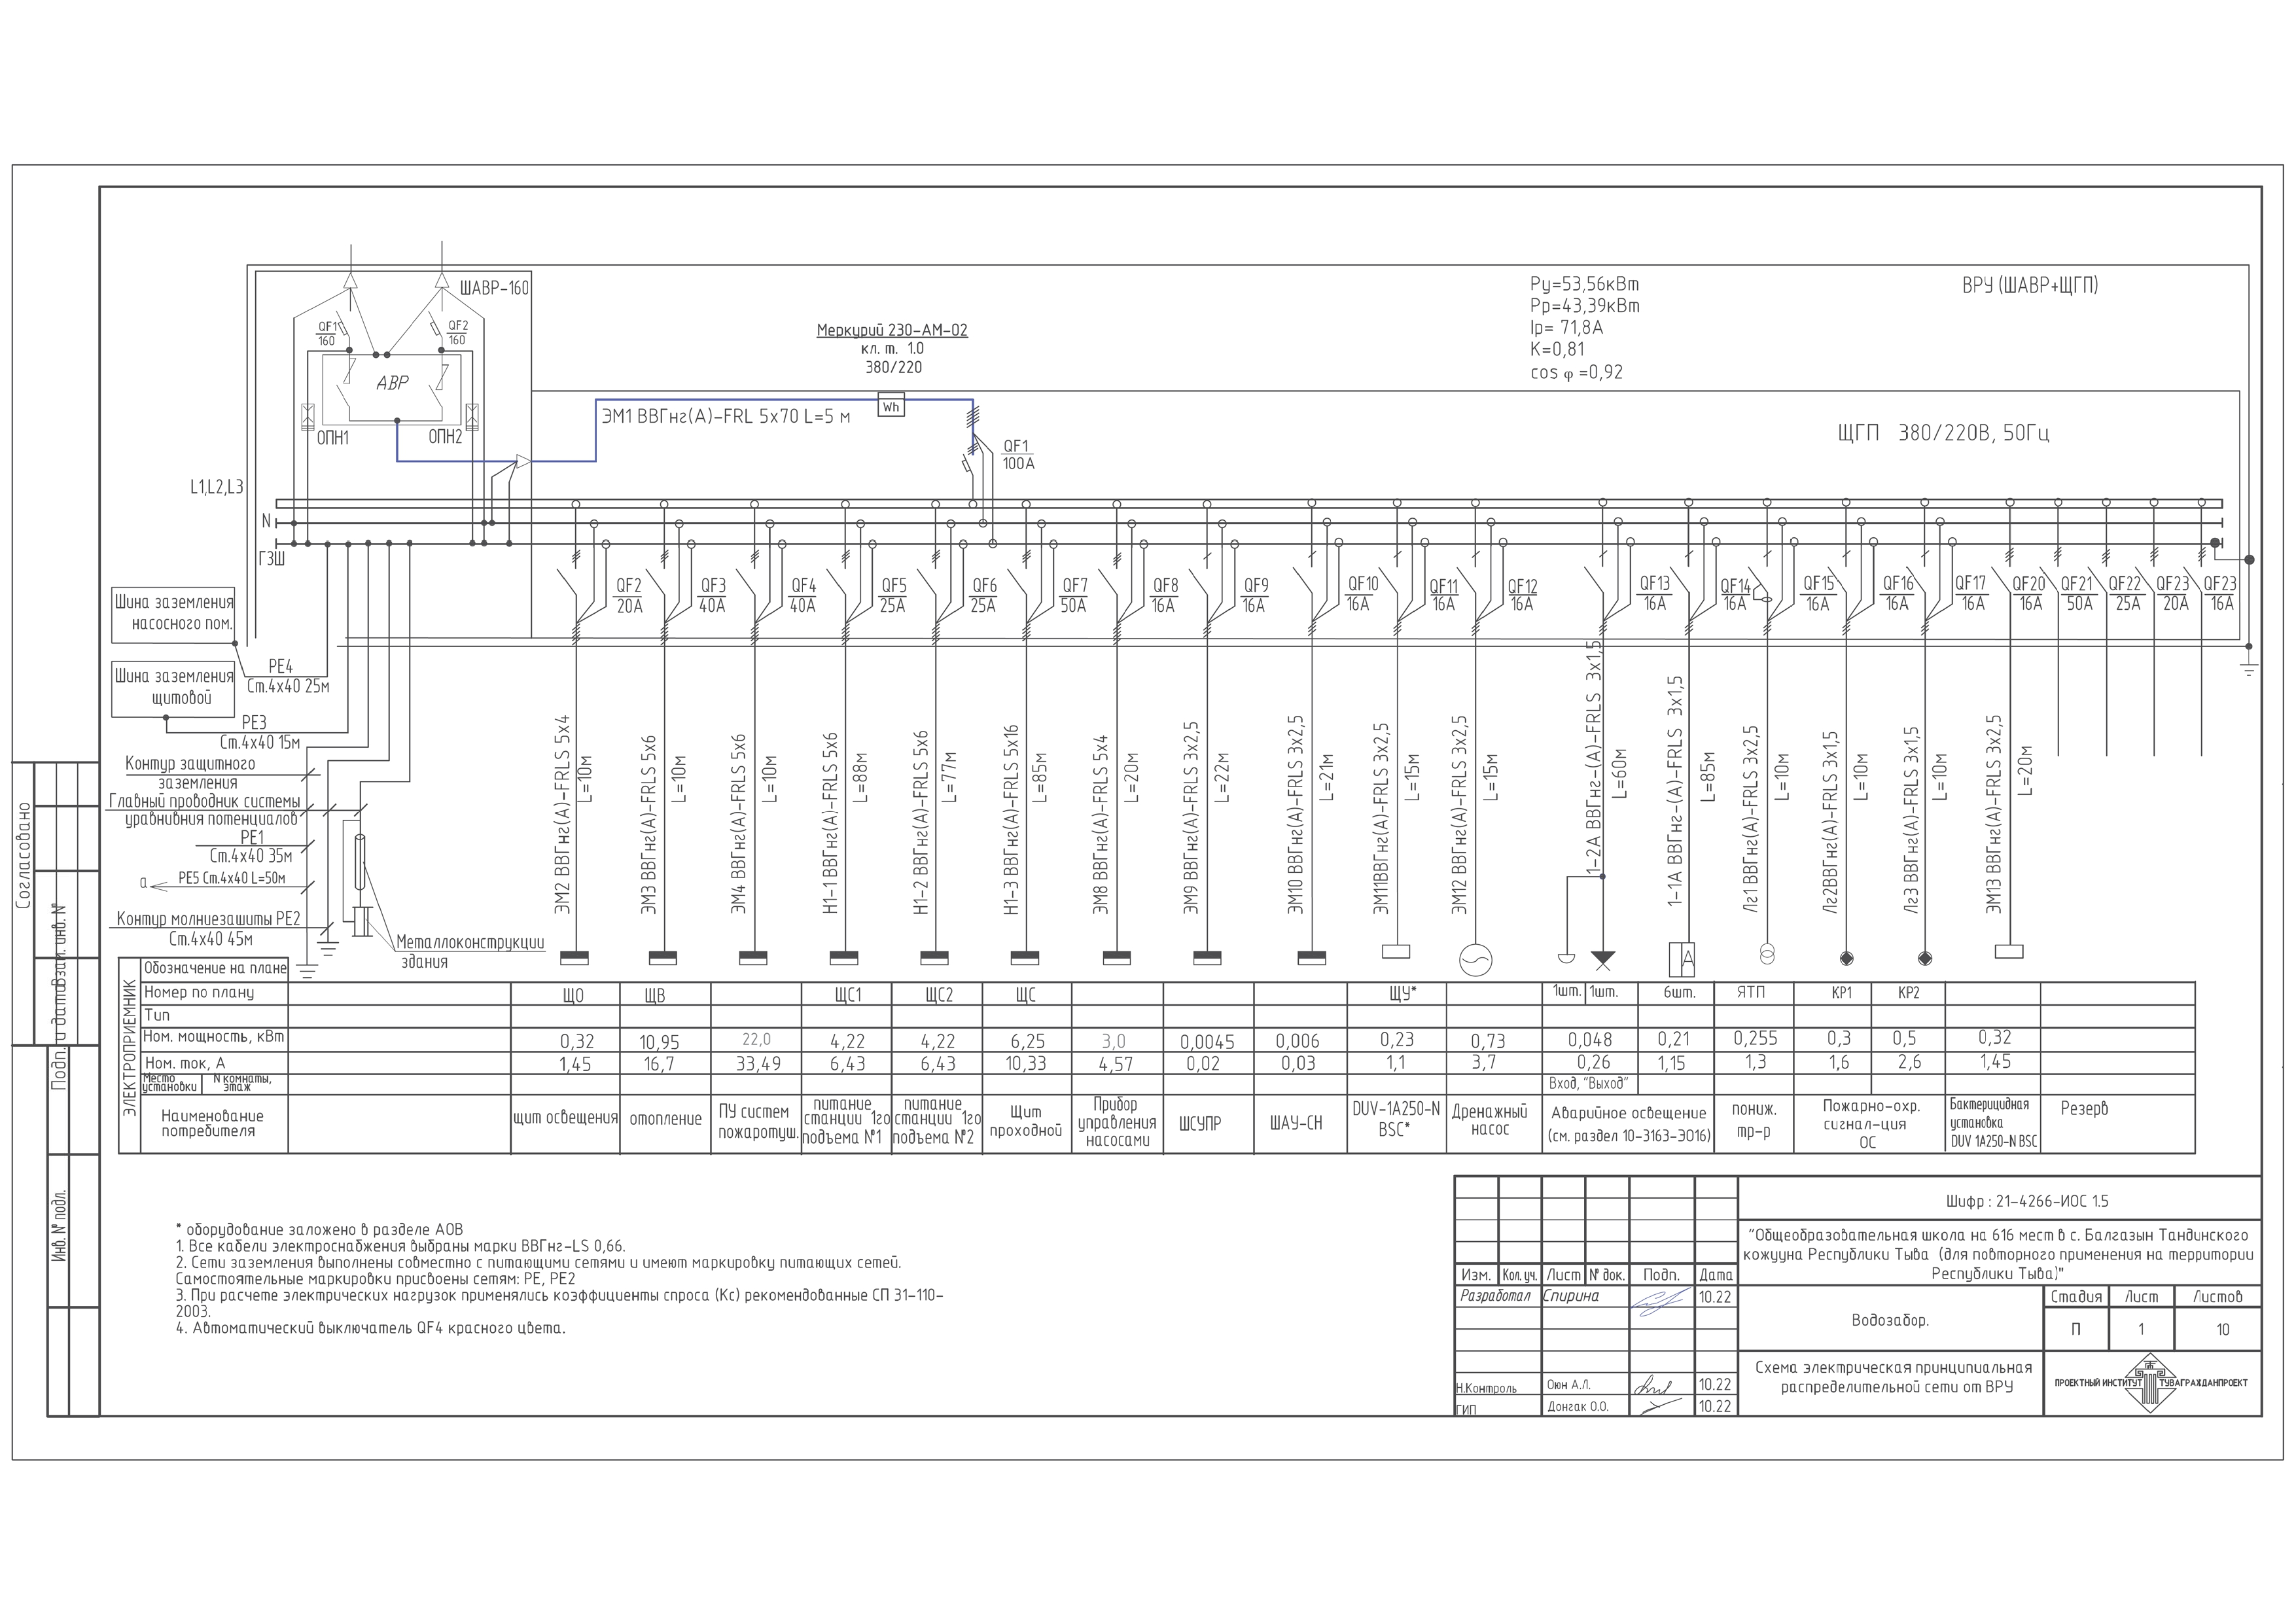 ШАВР-160
QF1
160
QF2
160
АВР
ОПН1
ОПН2
Меркурий 230-АМ-02
кл. т. 1.0
380/220
Wh
ЭМ1 ВВГнг(А)-FRL 5х70 L=5 м
QF1
100А
Ру=53,56кВт
Рр=43,39кВт
Iр= 71,8А
К=0,81
cos φ =0,92
ВРУ (ШАВР+ЩГП)
ЩГП 380/220В, 50Гц
L1,L2,L3
N
ГЗШ
QF2
20А
QF3
40А
QF4
40А
QF5
25А
QF6
25А
QF7
50А
QF8
16А
QF9
16А
QF10
16А
QF11
16А
QF12
16А
QF13
16А
QF14
16А
QF15
16А
QF16
16А
QF17
16А
QF20
16А
QF21
50А
QF22
25А
QF23
20А
QF23
16А
Шина заземления
насосного пом.
РЕ4
Ст.4х40 25м
Шина заземления
щитовой
РЕ3
Ст.4х40 15м
Контур защитного
заземления
Главный проводник системы
уравнивния потенциалов
РЕ1
Ст.4х40 35м
а
РЕ5 Ст.4х40 L=50м
Контур молниезашиты РЕ2
Ст.4х40 45м
Металлоконструкции
здания
ЭМ2 ВВГнг(А)-FRLS 5х4
L=10м
ЭМ3 ВВГнг(А)-FRLS 5х6
L=10м
ЭМ4 ВВГнг(А)-FRLS 5х6
L=10м
Н1-1 ВВГнг(А)-FRLS 5х6
L=88м
Н1-2 ВВГнг(А)-FRLS 5х6
L=77м
Н1-3 ВВГнг(А)-FRLS 5х16
L=85м
ЭМ8 ВВГнг(А)-FRLS 5х4
L=20м
ЭМ9 ВВГнг(А)-FRLS 3х2,5
L=22м
ЭМ10 ВВГнг(А)-FRLS 3х2,5
L=21м
ЭМ11ВВГнг(А)-FRLS 3х2,5
L=15м
ЭМ12 ВВГнг(А)-FRLS 3х2,5
L=15м
1-2А ВВГнг-(А)-FRLS 3х1,5
L=60м
1-1А ВВГнг-(А)-FRLS 3х1,5
L=85м
Лг1 ВВГнг(А)-FRLS 3х2,5
L=10м
Лг2ВВГнг(А)-FRLS 3х1,5
L=10м
Лг3 ВВГнг(А)-FRLS 3х1,5
L=10м
ЭМ13 ВВГнг(А)-FRLS 3х2,5
L=20м
А
ЭЛЕКТРОПРИЕМНИК
Обозначение на плане
Номер по плану ЩО ЩВ ЩС1 ЩС2 ЩС ЩУ* 1шт. 1шт. 6шт. ЯТП КР1 КР2
Тип
Ном. мощность, кВт 0,32 10,95 22,0 4,22 4,22 6,25 3,0 0,0045 0,006 0,23 0,73 0,048 0,21 0,255 0,3 0,5 0,32
Ном. ток, А 1,45 16,7 33,49 6,43 6,43 10,33 4,57 0,02 0,03 1,1 3,7 0,26 1,15 1,3 1,6 2,6 1,45
Место
установки
N комнаты,
этаж
Вход, "Выход"
Наименование
потребителя
щит освещения
отопление
ПУ систем
пожаротуш.
питание
станции 1го
подъема №1
питание
станции 1го
подъема №2
Щит
проходной
Прибор
управления
насосами
ШСУПР
ШАУ-СН
DUV-1A250-N
BSC*
Дренажный
насос
Аварийное освещение
(см. раздел 10-3163-ЭО16)
пониж.
тр-р
Пожарно-охр.
сигнал-ция
ОС
Бактерицидная
установка
DUV 1A250-N BSC
Резерв
* оборудование заложено в разделе АОВ
1. Все кабели электроснабжения выбраны марки ВВГнг-LS 0,66.
2. Сети заземления выполнены совместно с питающими сетями и имеют маркировку питающих сетей.
Самостоятельные маркировки присвоены сетям: РЕ, РЕ2
3. При расчете электрических нагрузок применялись коэффициенты спроса (Кс) рекомендованные СП 31-110-
2003.
4. Автоматический выключатель QF4 красного цвета.
Согласовано
Взам. инв. №
Подп. и дата
Инв. № подл.
Шифр : 21-4266-ИОС 1.5
"Общеобразовательная школа на 616 мест в с. Балгазын Тандинского
кожууна Республики Тыва (для повторного применения на территории
Республики Тыва)"
Изм. Кол. уч. Лист № док. Подп. Дата
Разработал Спирина 10.22
Водозабор.
Стадия Лист Листов
П 1 10
Н.Контроль Оюн А.Л. 10.22
ГИП Донгак О.О. 10.22
Схема электрическая принципиальная
распределительной сети от ВРУ
ПРОЕКТНЫЙ ИНСТИТУТ ТУВАГРАЖДАНПРОЕКТ